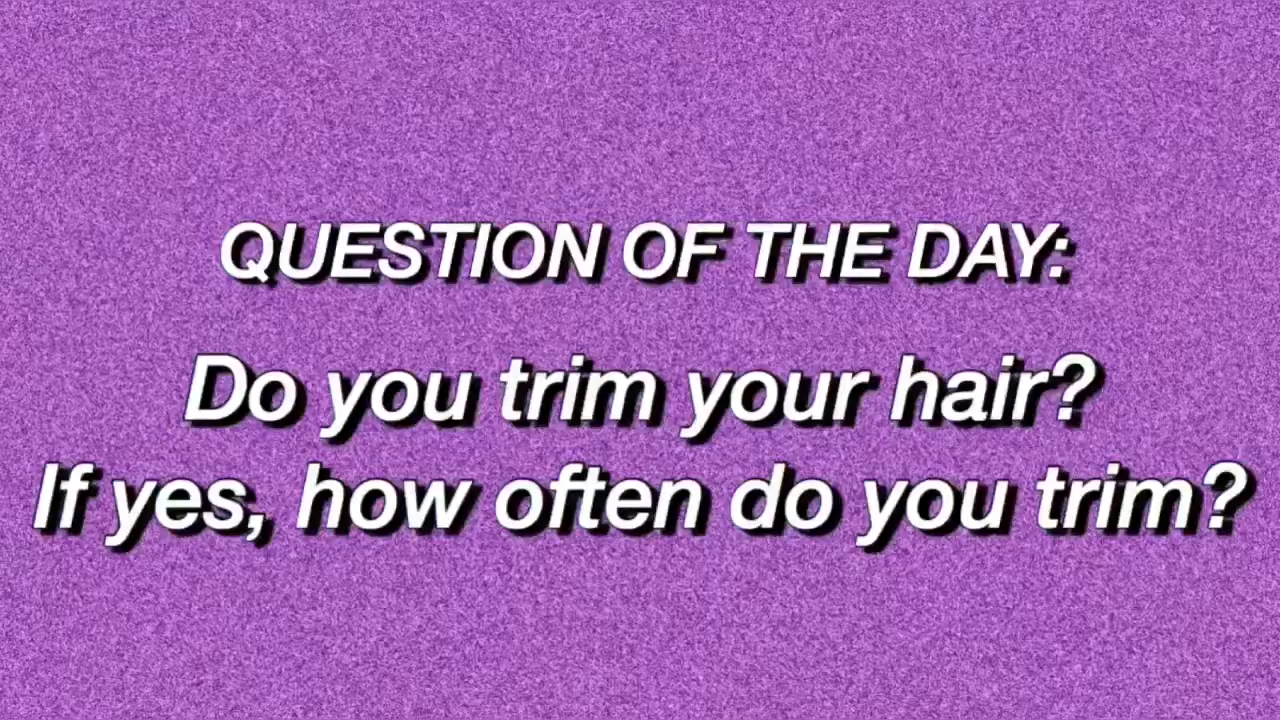 QUESTION OF THE DAY:
Do you trim your hair?
If yes, how often do you trim?